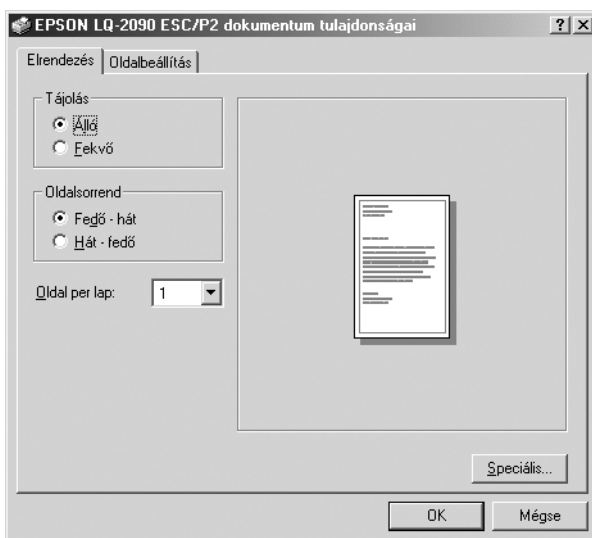 EPSON LQ-2090 ESC/P2 dokumentum tulajdonságai
Elrendezés Oldalbeállítás
Tájolás
Álló
Fekvő
Oldalsorrend
Fedő - hát
Hát - fedő
Oldal per lap: 1
Speciális...
OK Mégse